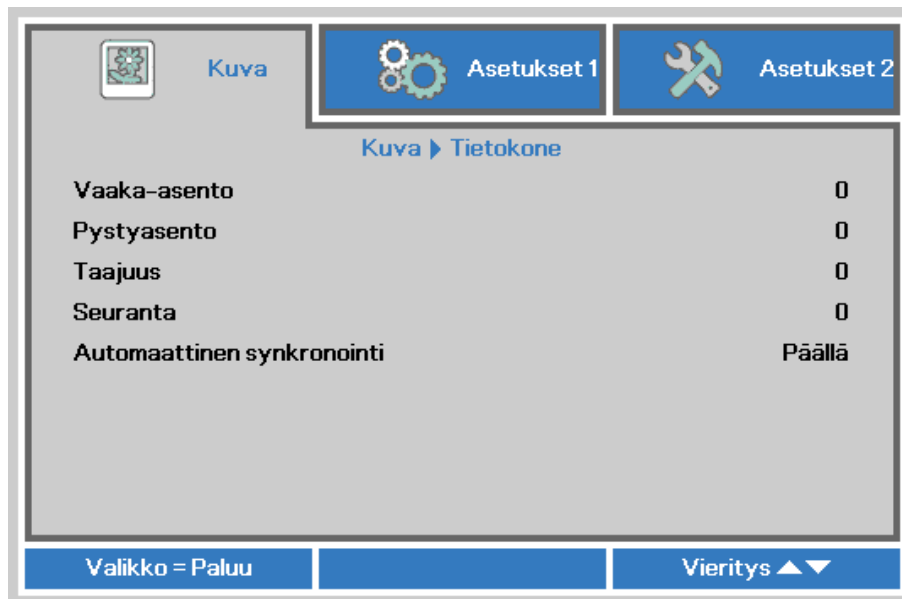 Kuva
Asetukset 1
Asetukset 2
Kuva ▶ Tietokone
Vaaka-asento 0
Pystyasento 0
Taajuus 0
Seuranta 0
Automaattinen synkronointi Päällä
Valikko = Paluu
Vieritys ▲▼